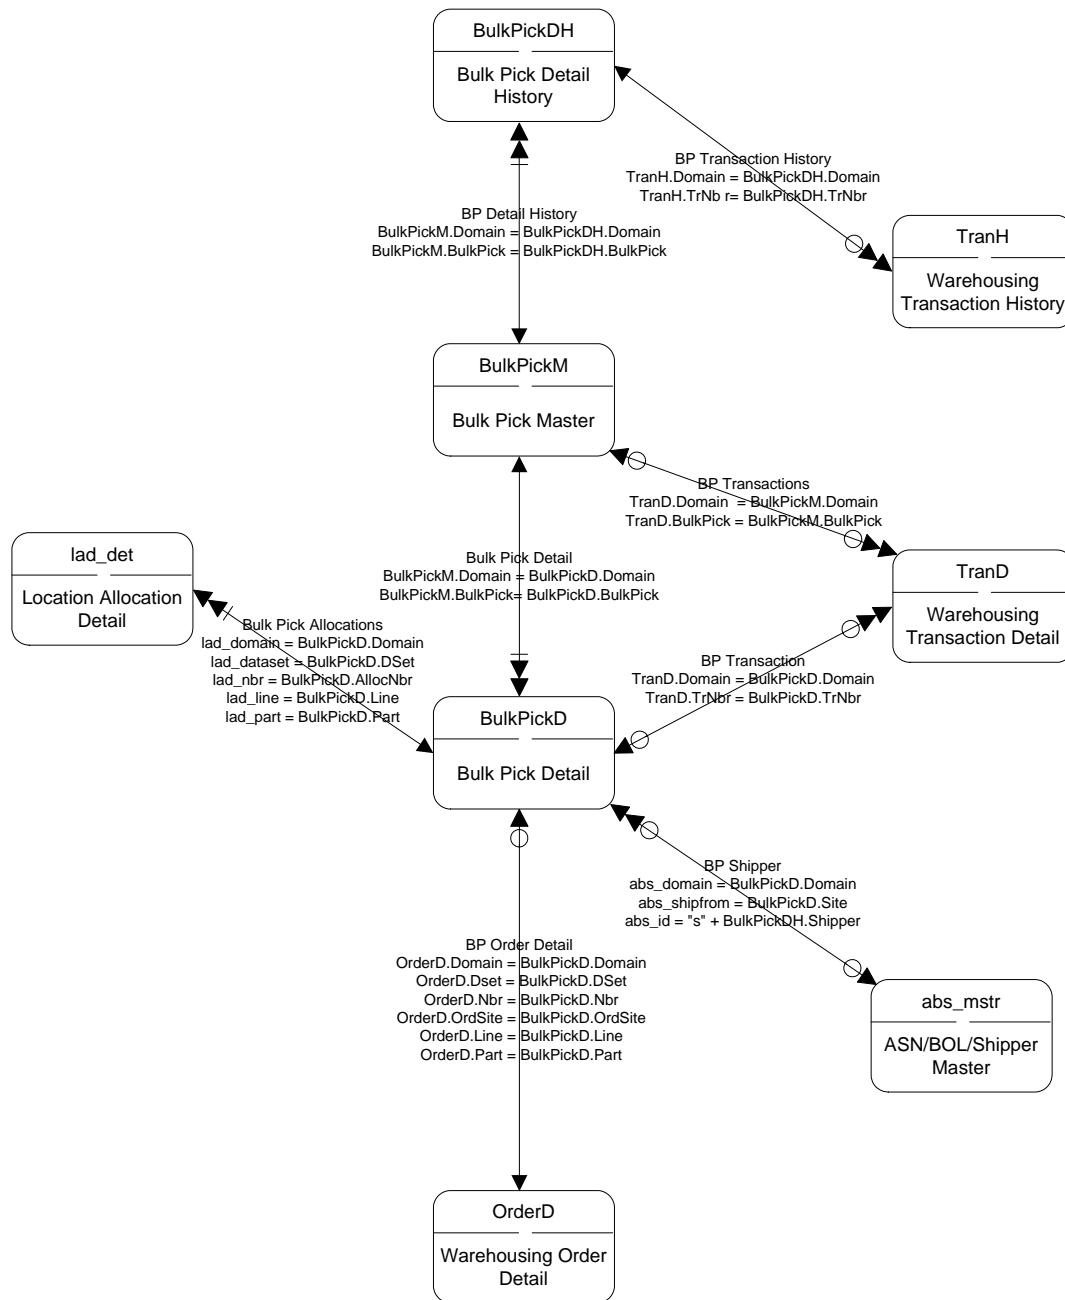 BulkPickDH
Bulk Pick Detail
History
BP Transaction History
TranH.Domain = BulkPickDH.Domain
TranH.TrNb r= BulkPickDH.TrNbr
BP Detail History
BulkPickM.Domain = BulkPickDH.Domain
BulkPickM.BulkPick = BulkPickDH.BulkPick
TranH
Warehousing
Transaction History
BulkPickM
Bulk Pick Master
BP Transactions
TranD.Domain  = BulkPickM.Domain
TranD.BulkPick = BulkPickM.BulkPick
Bulk Pick Detail
BulkPickM.Domain = BulkPickD.Domain
BulkPickM.BulkPick= BulkPickD.BulkPick
lad_det
Location Allocation
Detail
TranD
Warehousing
Transaction Detail
Bulk Pick Allocations
lad_domain = BulkPickD.Domain
lad_dataset = BulkPickD.DSet
lad_nbr = BulkPickD.AllocNbr
lad_line = BulkPickD.Line
lad_part = BulkPickD.Part
BP Transaction
TranD.Domain = BulkPickD.Domain
TranD.TrNbr = BulkPickD.TrNbr
BulkPickD
Bulk Pick Detail
BP Shipper
abs_domain = BulkPickD.Domain
abs_shipfrom = BulkPickD.Site
abs_id = "s" + BulkPickDH.Shipper
BP Order Detail
OrderD.Domain = BulkPickD.Domain
OrderD.Dset = BulkPickD.DSet
OrderD.Nbr = BulkPickD.Nbr
OrderD.OrdSite = BulkPickD.OrdSite
OrderD.Line = BulkPickD.Line
OrderD.Part = BulkPickD.Part
abs_mstr
ASN/BOL/Shipper
Master
OrderD
Warehousing Order
Detail